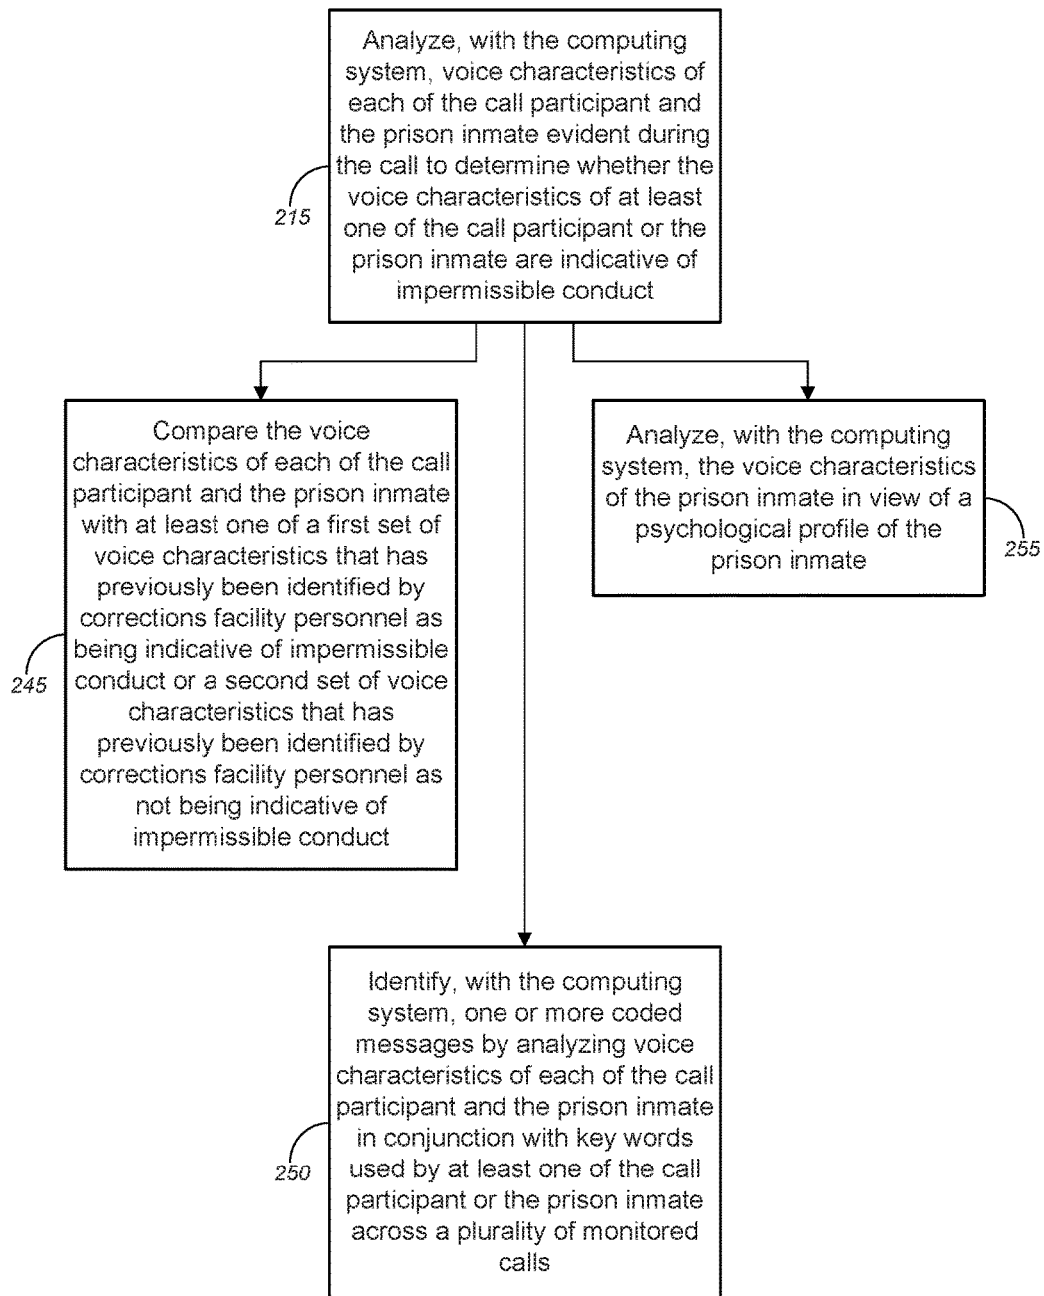 Analyze, with the computing
system, voice characteristics of
each of the call participant and
the prison inmate evident during
the call to determine whether the
voice characteristics of at least
one of the call participant or the
prison inmate are indicative of
impermissible conduct
215
Compare the voice
characteristics of each of the call
participant and the prison inmate
with at least one of a first set of
voice characteristics that has
previously been identified by
corrections facility personnel as
being indicative of impermissible
conduct or a second set of voice
characteristics that has
previously been identified by
corrections facility personnel as
not being indicative of
impermissible conduct
245
Analyze, with the computing
system, the voice characteristics
of the prison inmate in view of a
psychological profile of the
prison inmate
255
Identify, with the computing
system, one or more coded
messages by analyzing voice
characteristics of each of the call
participant and the prison inmate
in conjunction with key words
used by at least one of the call
participant or the prison inmate
across a plurality of monitored
calls
250